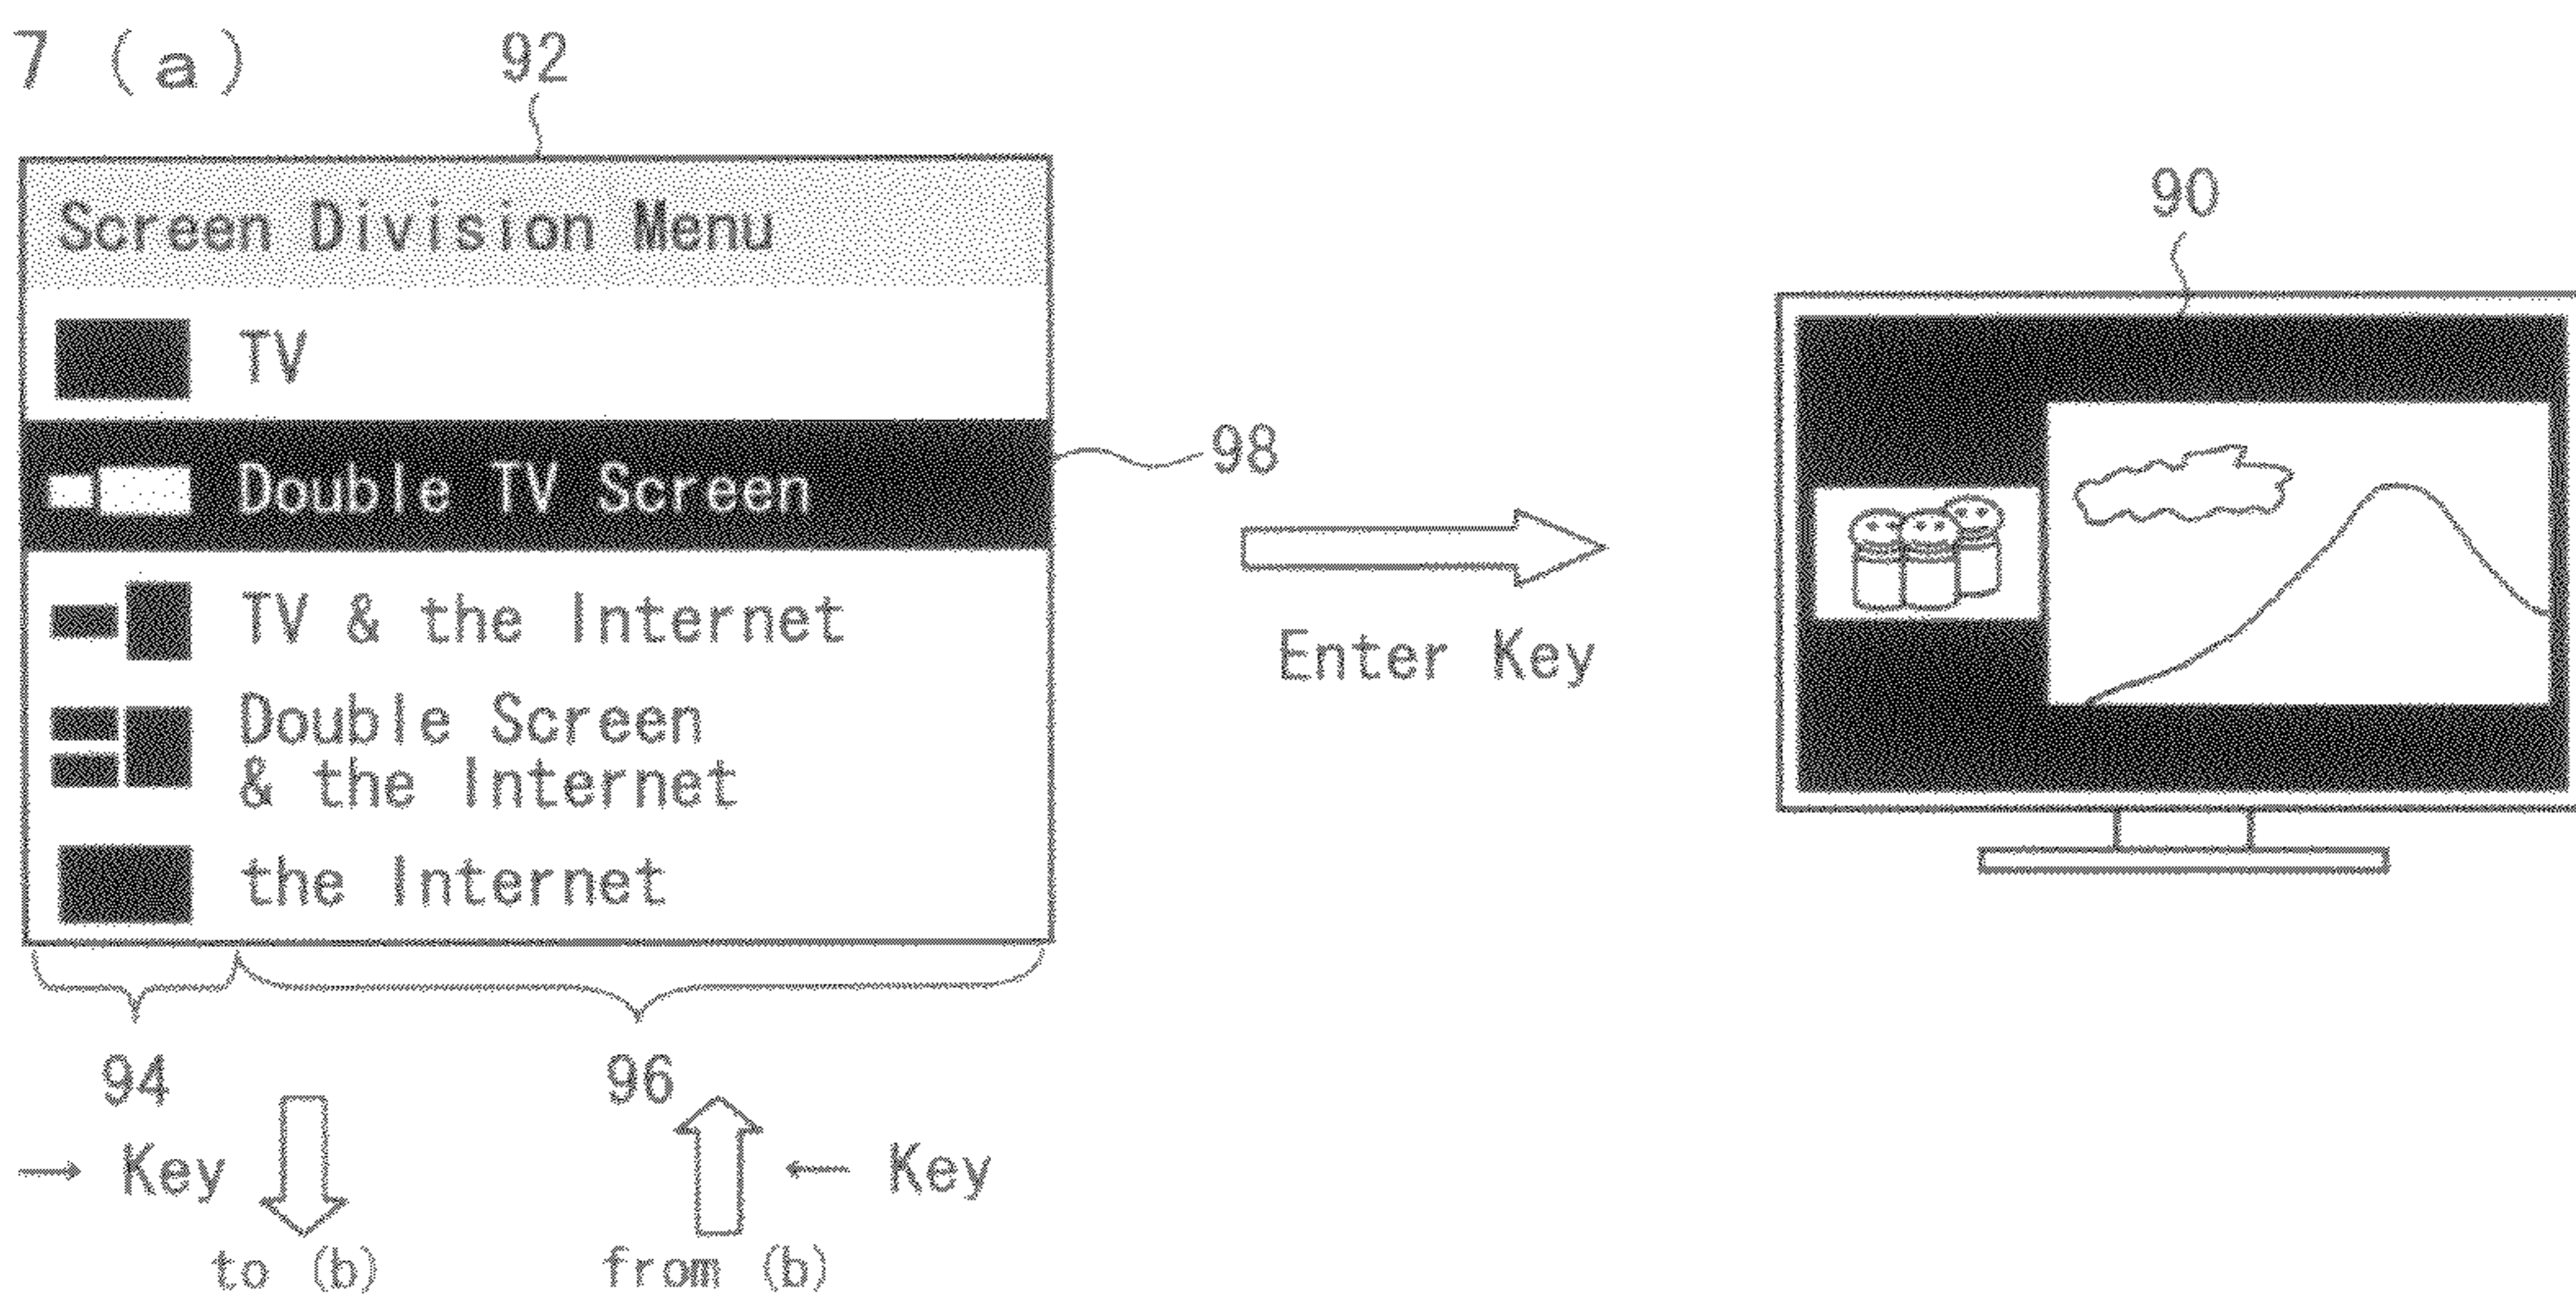 7 (a)
92
Screen Division Menu
TV
Double TV Screen
TV & the Internet
Double Screen
& the Internet
the Internet
98
Enter Key
90
94
96
→ Key
← Key
to (b)
from (b)